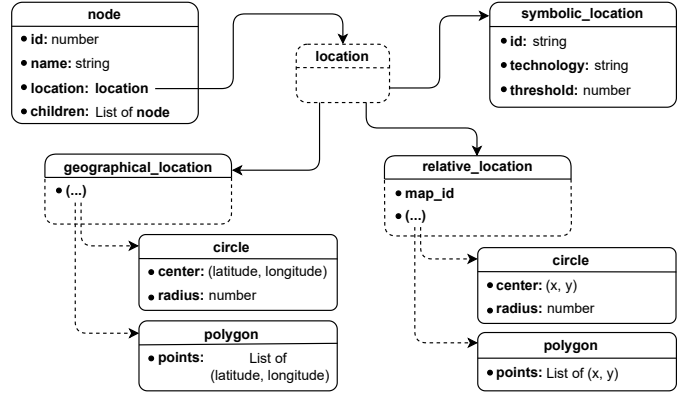 node
• id: number
• name: string
• location: location
• children: List of node
location
symbolic_location
• id: string
• technology: string
• threshold: number
geographical_location
• (...)
circle
• center: (latitude, longitude)
• radius: number
polygon
• points: List of
(latitude, longitude)
relative_location
• map_id
• (...)
circle
• center: (x, y)
• radius: number
polygon
• points: List of (x, y)